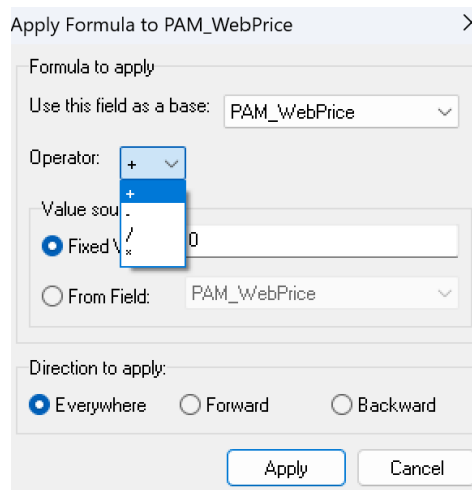 Apply Formula to PAM_WebPrice
Formula to apply
Use this field as a base: PAM_WebPrice
Operator: +
+
-
/
*
Value sou
Fixed V 0
From Field: PAM_WebPrice
Direction to apply:
Everywhere Forward Backward
Apply Cancel